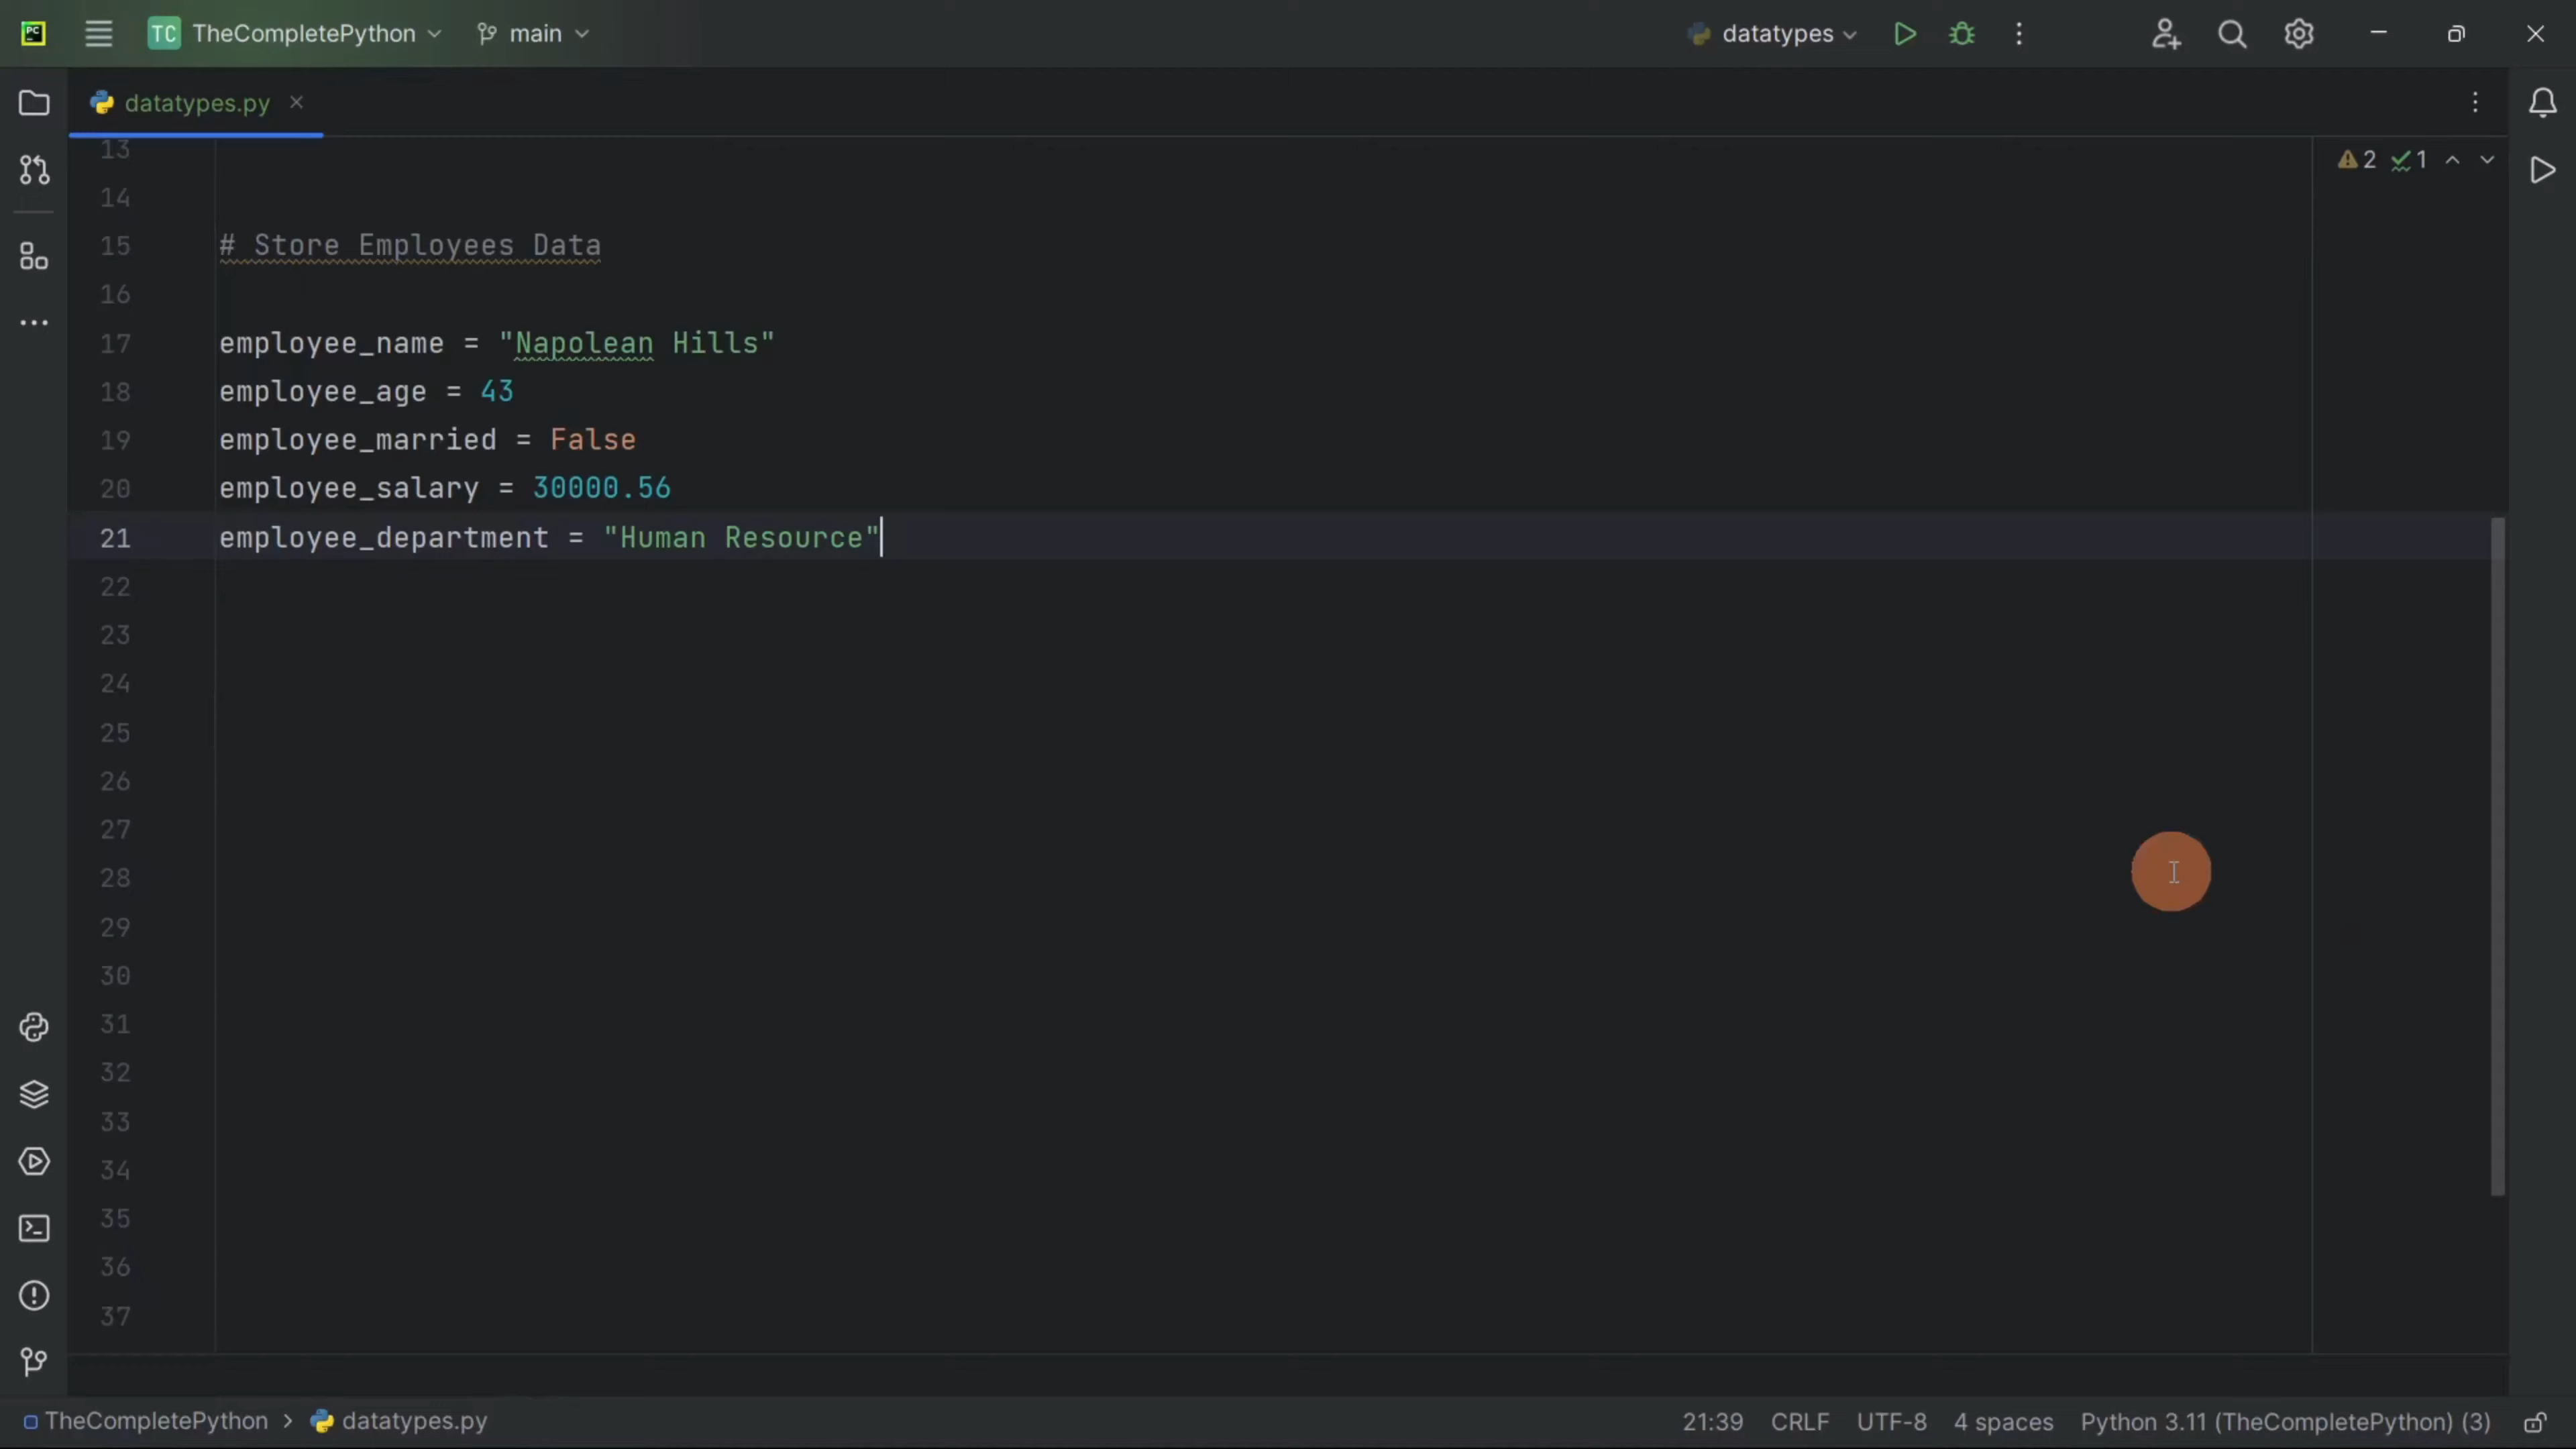 PC
TC TheCompletePython
main
datatypes
datatypes.py
2 1
13
14
15 # Store Employees Data
16
17 employee_name = "Napolean Hills"
18 employee_age = 43
19 employee_married = False
20 employee_salary = 30000.56
21 employee_department = "Human Resource"
22
23
24
25
26
27
28
29
30
31
32
33
34
35
36
37
TheCompletePython > datatypes.py
21:39 CRLF UTF-8 4 spaces Python 3.11 (TheCompletePython) (3)